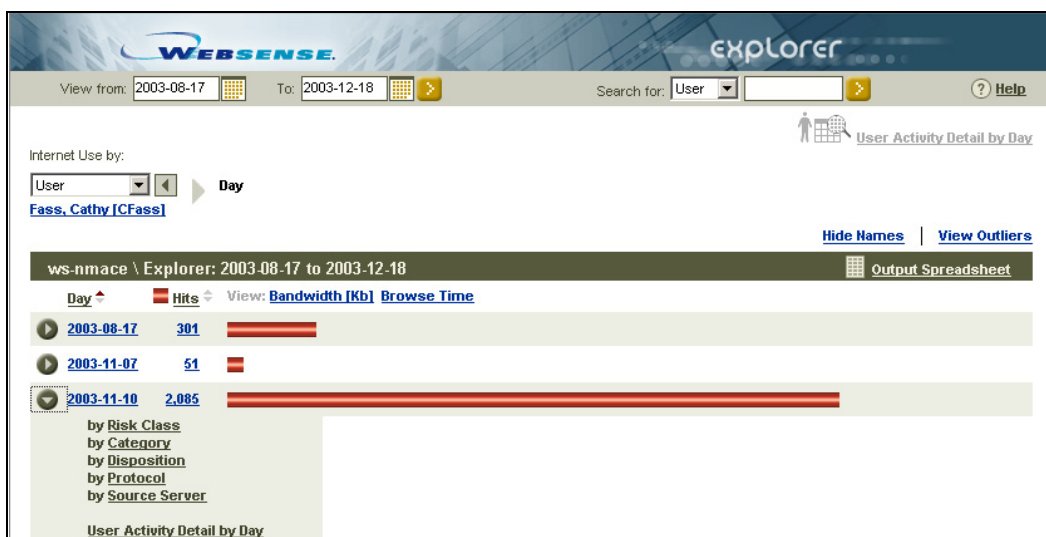 WEBSENSE.
explorer
View from: 2003-08-17 To: 2003-12-18 Search for: User ? Help
User Activity Detail by Day
Internet Use by:
User Day
Fass, Cathy [CFass]
Hide Names | View Outliers
ws-nmace \ Explorer: 2003-08-17 to 2003-12-18 Output Spreadsheet
Day Hits View: Bandwidth [Kb] Browse Time
2003-08-17 301
2003-11-07 51
2003-11-10 2,085
by Risk Class
by Category
by Disposition
by Protocol
by Source Server
User Activity Detail by Day